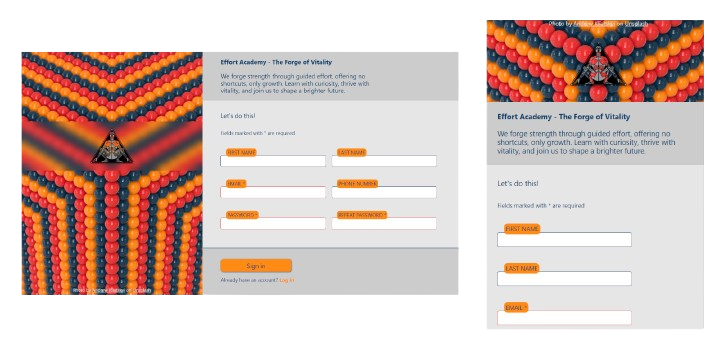 Effort Academy - The Forge of Vitality
We forge strength through guided effort, offering no
shortcuts, only growth. Learn with curiosity, thrive with
vitality, and join us to shape a brighter future.
Let's do this!
Fields marked with * are required
FIRST NAME
LAST NAME
EMAIL *
PHONE NUMBER
PASSWORD *
REPEAT PASSWORD *
Sign in
Already have an account? Log in
Photo by on Unsplash
Photo by on Unsplash
Effort Academy - The Forge of Vitality
We forge strength through guided effort, offering no
shortcuts, only growth. Learn with curiosity, thrive with
vitality, and join us to shape a brighter future.
Let's do this!
Fields marked with * are required
FIRST NAME
LAST NAME
EMAIL *